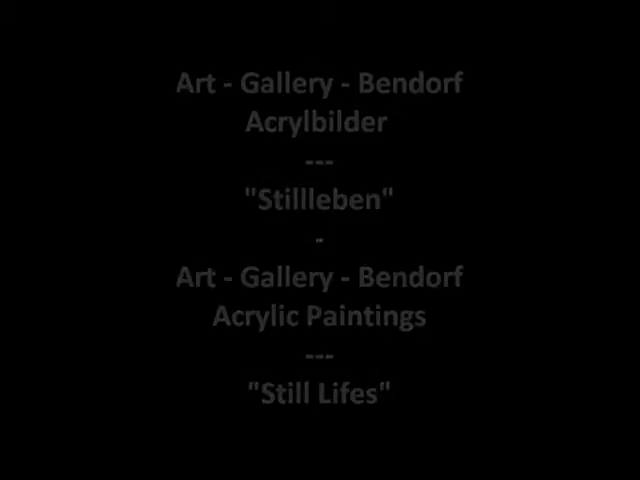 Art - Gallery - Bendorf
Acrylbilder
---
"Stillleben"
-
Art - Gallery - Bendorf
Acrylic Paintings
---
"Still Lifes"